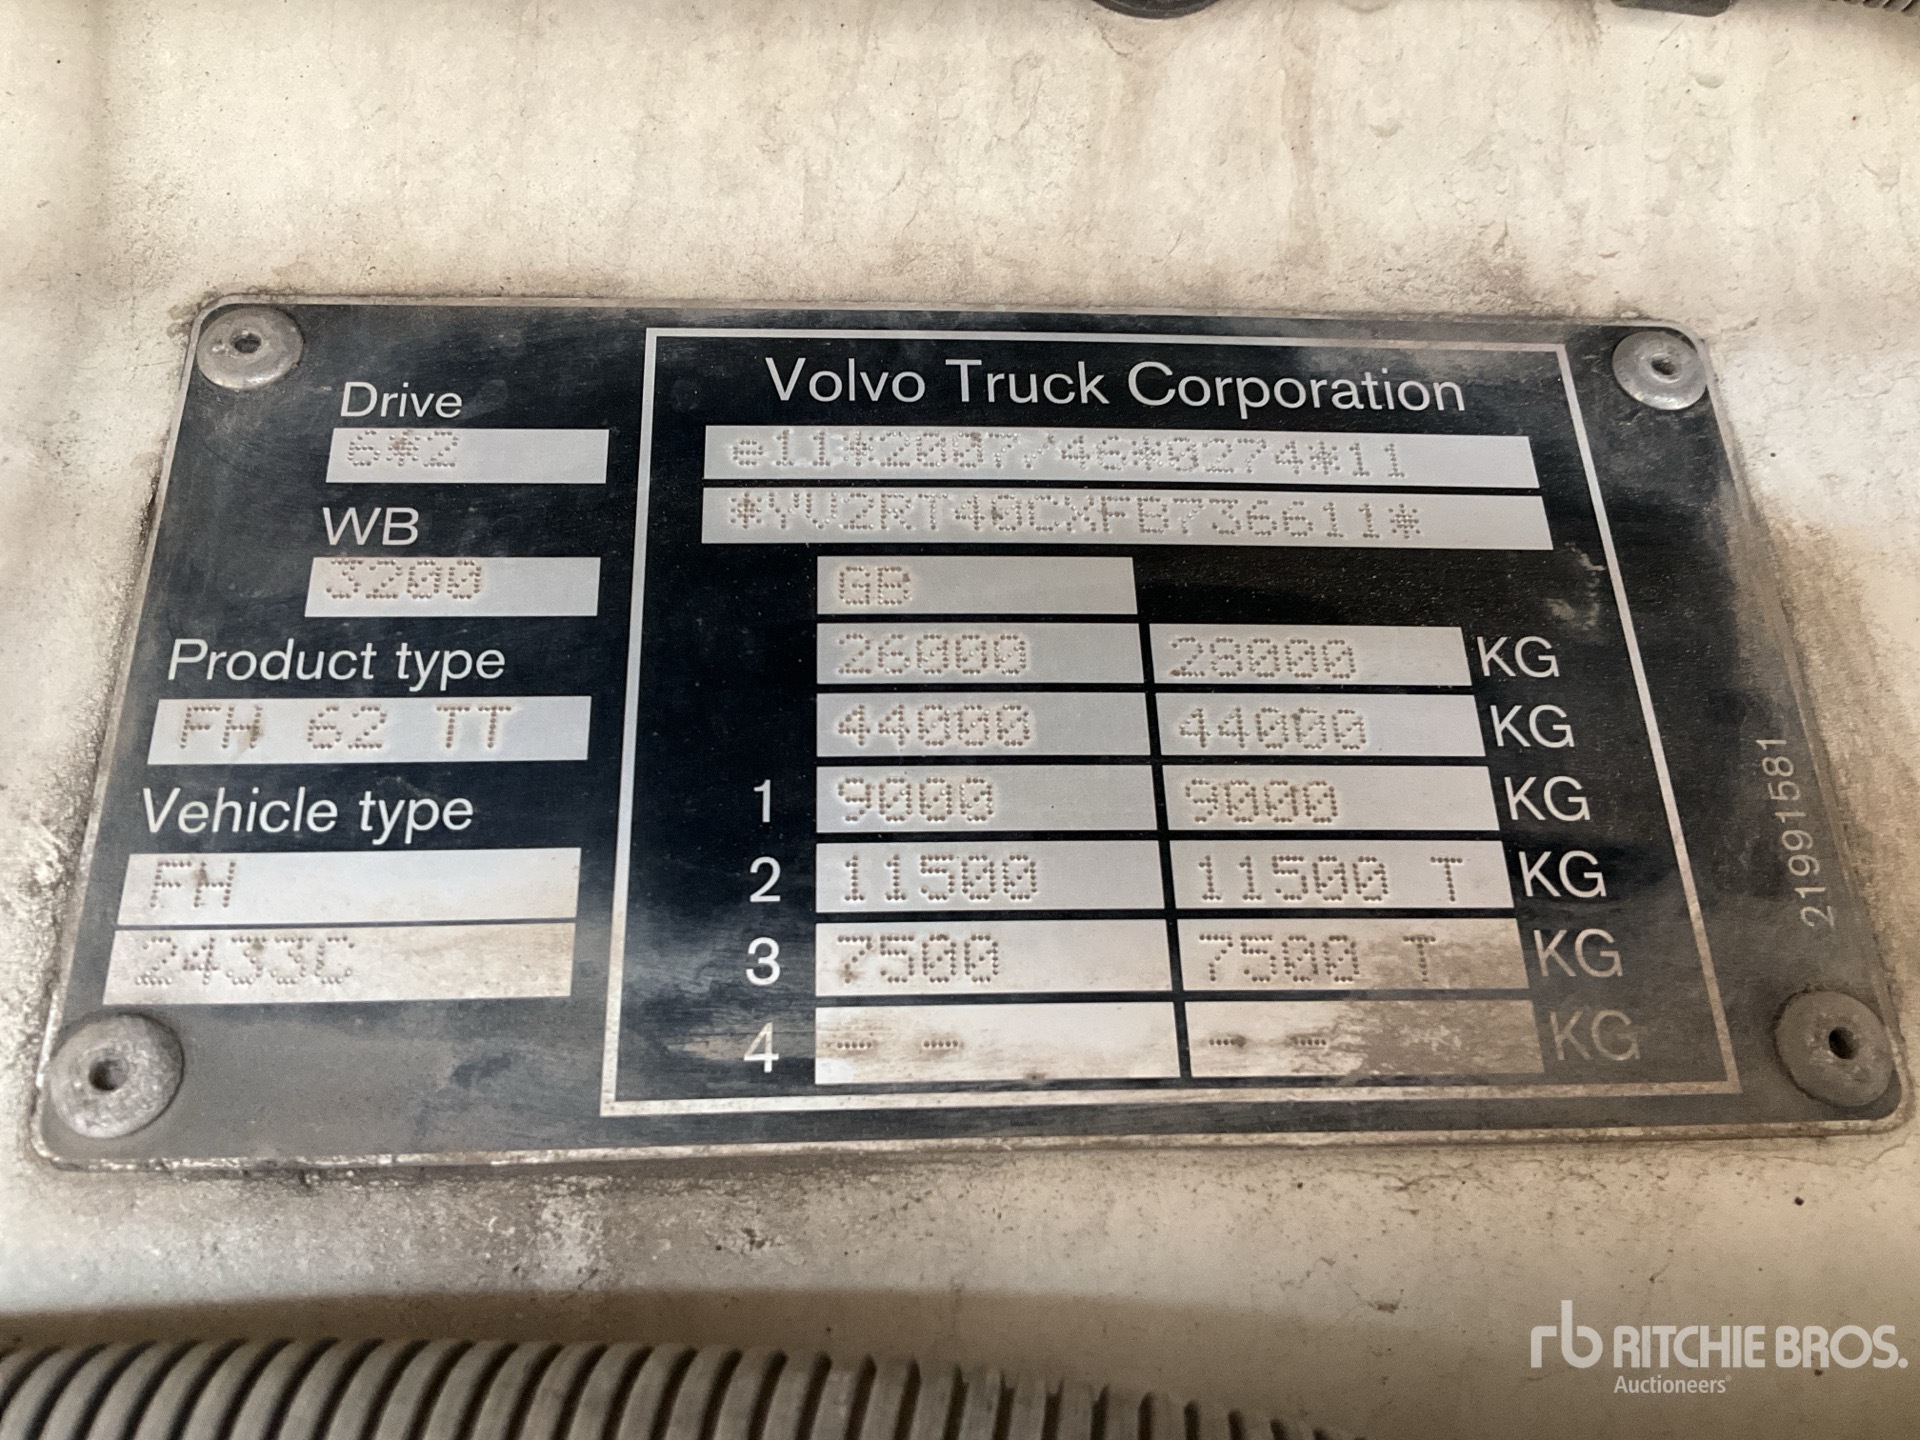 Drive
6*2
WB
3200
Product type
FH 62 TT
Vehicle type
FH
2433C
Volvo Truck Corporation
e11*2007/46*0274*11
*YV2RT40CXFB736611*
GB
26000 28000 KG
44000 44000 KG
1 9000 9000 KG
2 11500 11500 T KG
3 7500 7500 T KG
4 - - - - KG
21991581
rb RITCHIE BROS.
Auctioneers